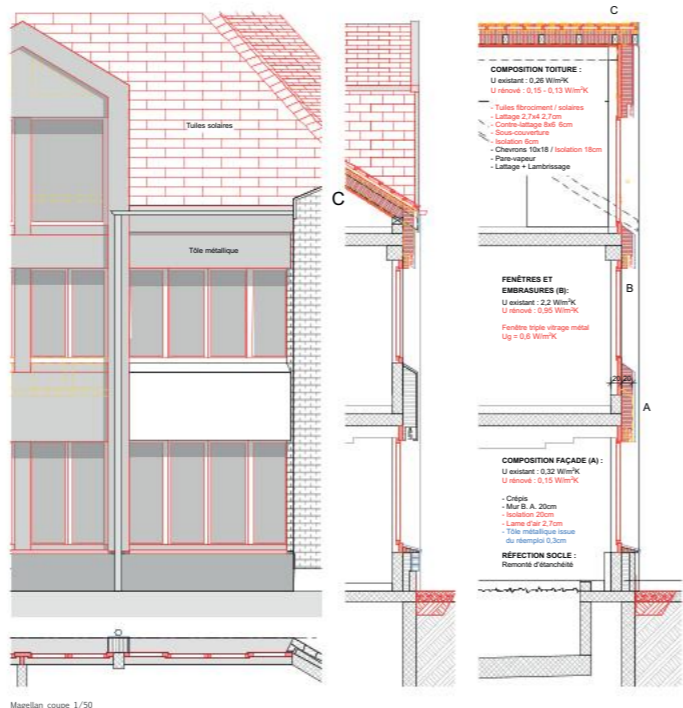 C
COMPOSITION TOITURE :
U existant : 0,26 W/m²K
U rénové : 0,15 - 0,13 W/m²K
- Tuiles fibrociment / solaires
- Lattage 2,7x4 2,7cm
- Contre-lattage 8x6 6cm
- Sous-couverture
- Isolation 6cm
- Chevrons 10x18 / Isolation 18cm
- Pare-vapeur
- Lattage + Lambrissage
Tuiles solaires
C
Tôle métallique
FENÊTRES ET
EMBRASURES (B):
U existant : 2,2 W/m²K
U rénové : 0,95 W/m²K
Fenêtre triple vitrage métal
Ug = 0,6 W/m²K
B
20 20
A
COMPOSITION FAÇADE (A) :
U existant : 0,32 W/m²K
U rénové : 0,15 W/m²K
- Crépis
- Mur B. A. 20cm
- Isolation 20cm
- Lame d'air 2,7cm
- Tôle métallique issue
du réemploi 0,3cm
RÉFECTION SOCLE :
Remonté d'étanchéité
Magellan coupe 1/50